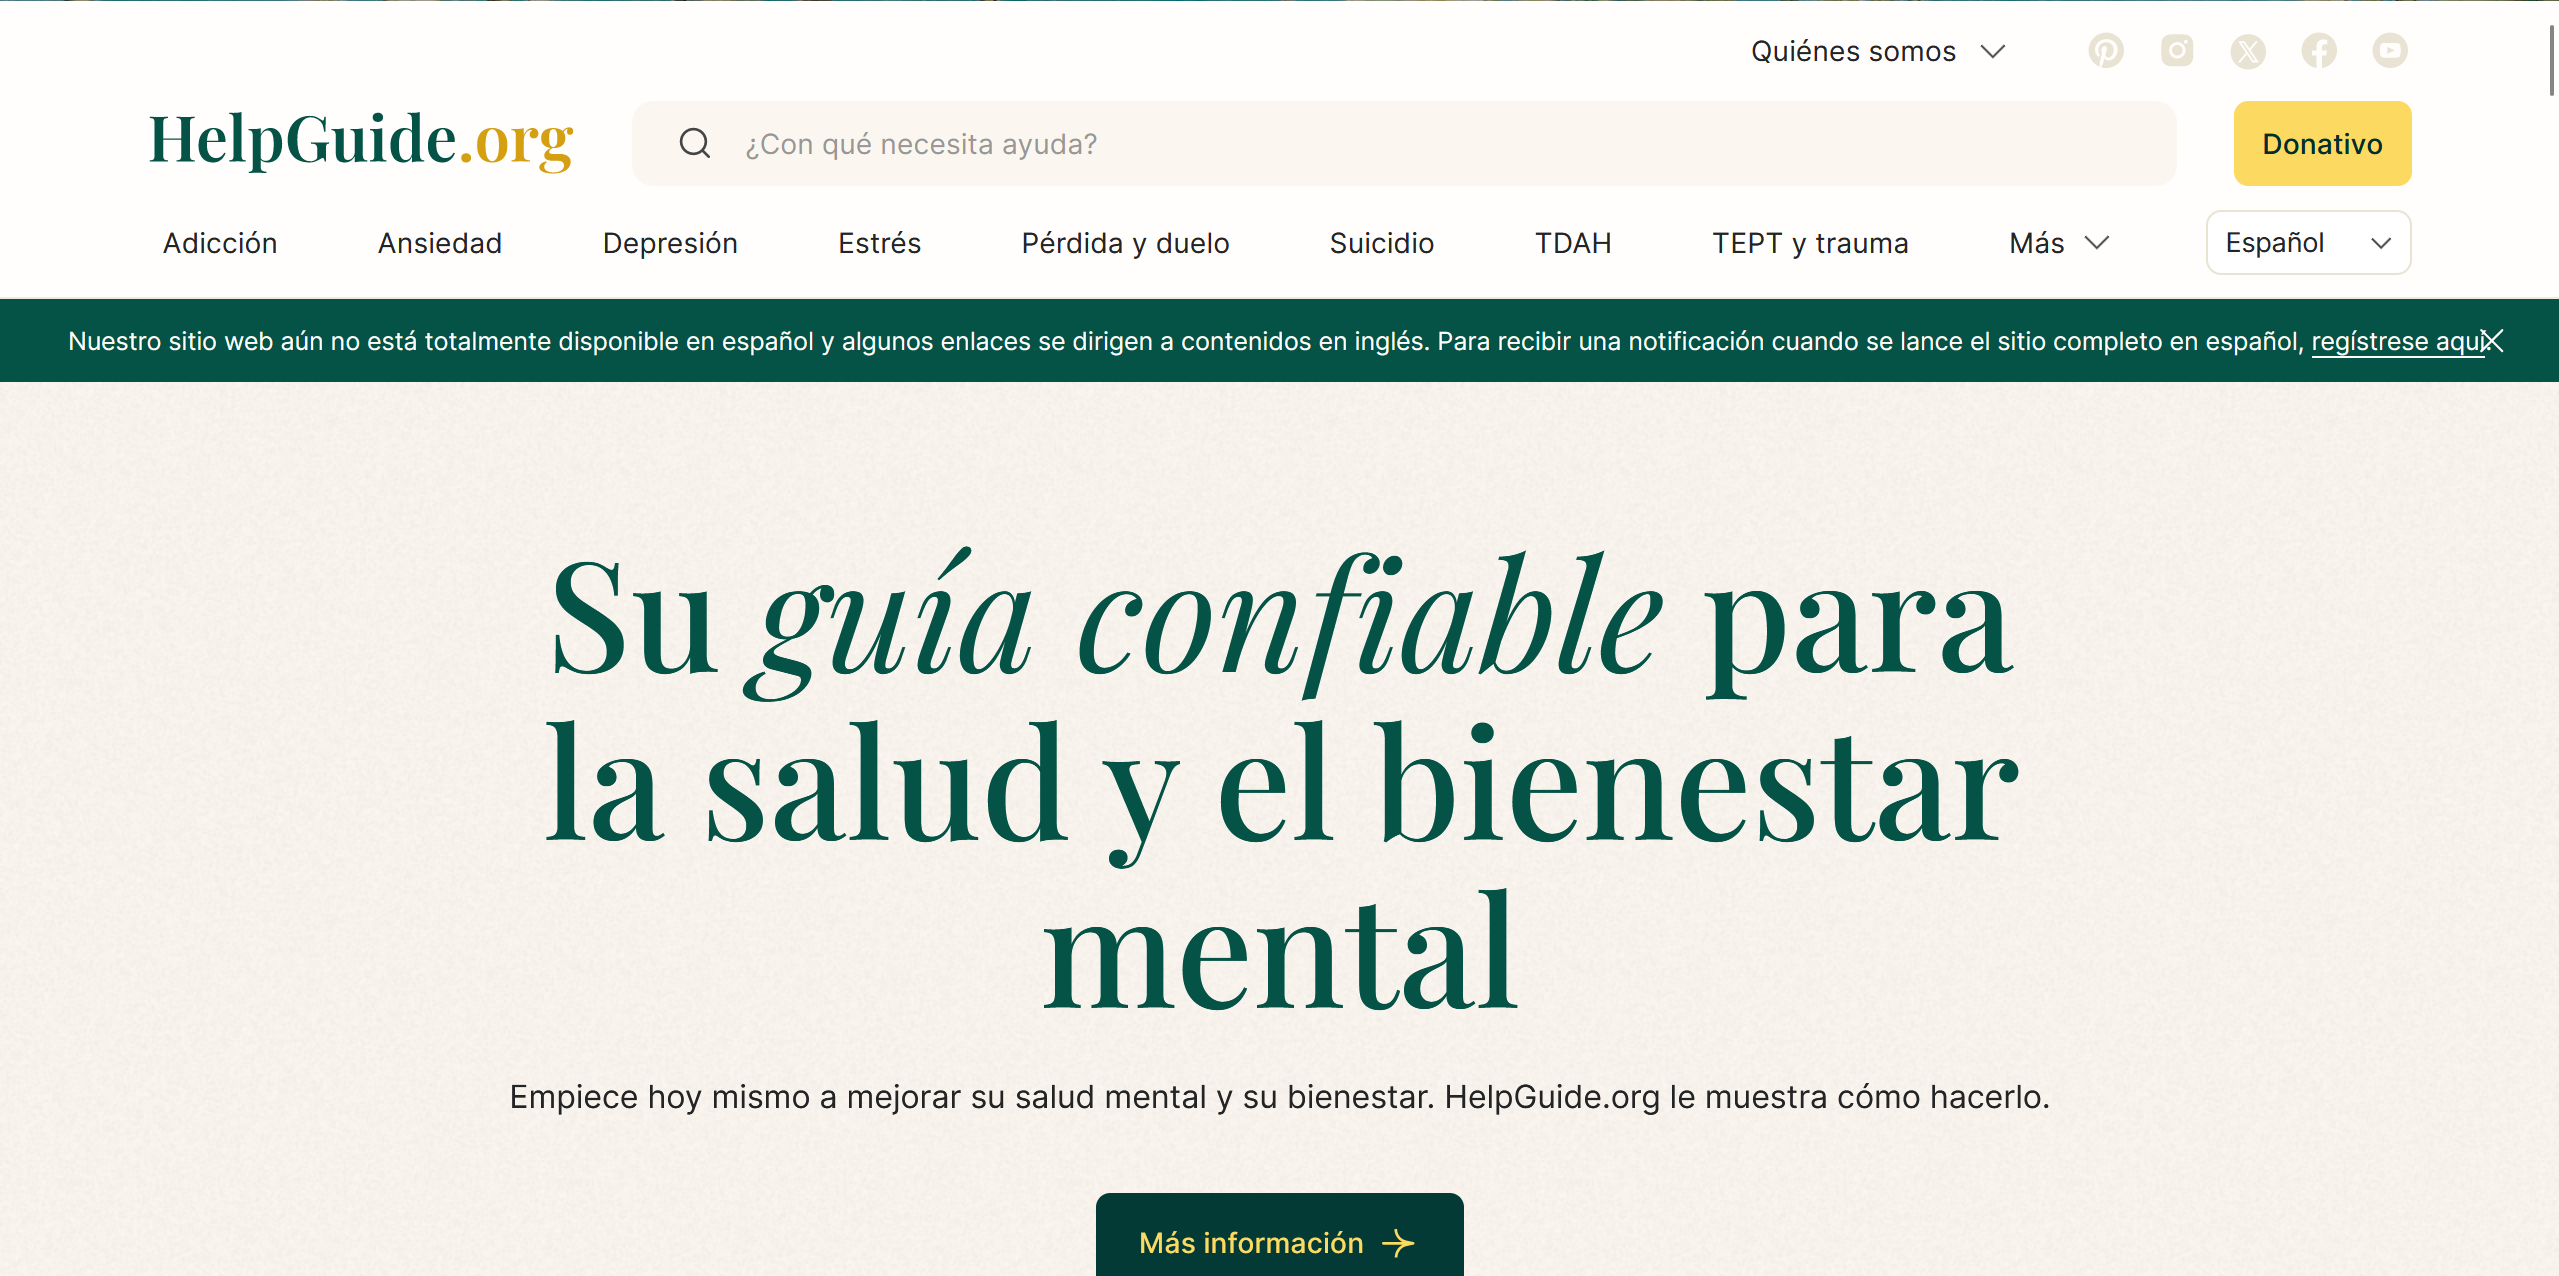 Quiénes somos
HelpGuide.org
¿Con qué necesita ayuda?
Donativo
Adicción
Ansiedad
Depresión
Estrés
Pérdida y duelo
Suicidio
TDAH
TEPT y trauma
Más
Español
Nuestro sitio web aún no está totalmente disponible en español y algunos enlaces se dirigen a contenidos en inglés. Para recibir una notificación cuando se lance el sitio completo en español, regístrese aquí.
Su guía confiable para
la salud y el bienestar
mental
Empiece hoy mismo a mejorar su salud mental y su bienestar. HelpGuide.org le muestra cómo hacerlo.
Más información